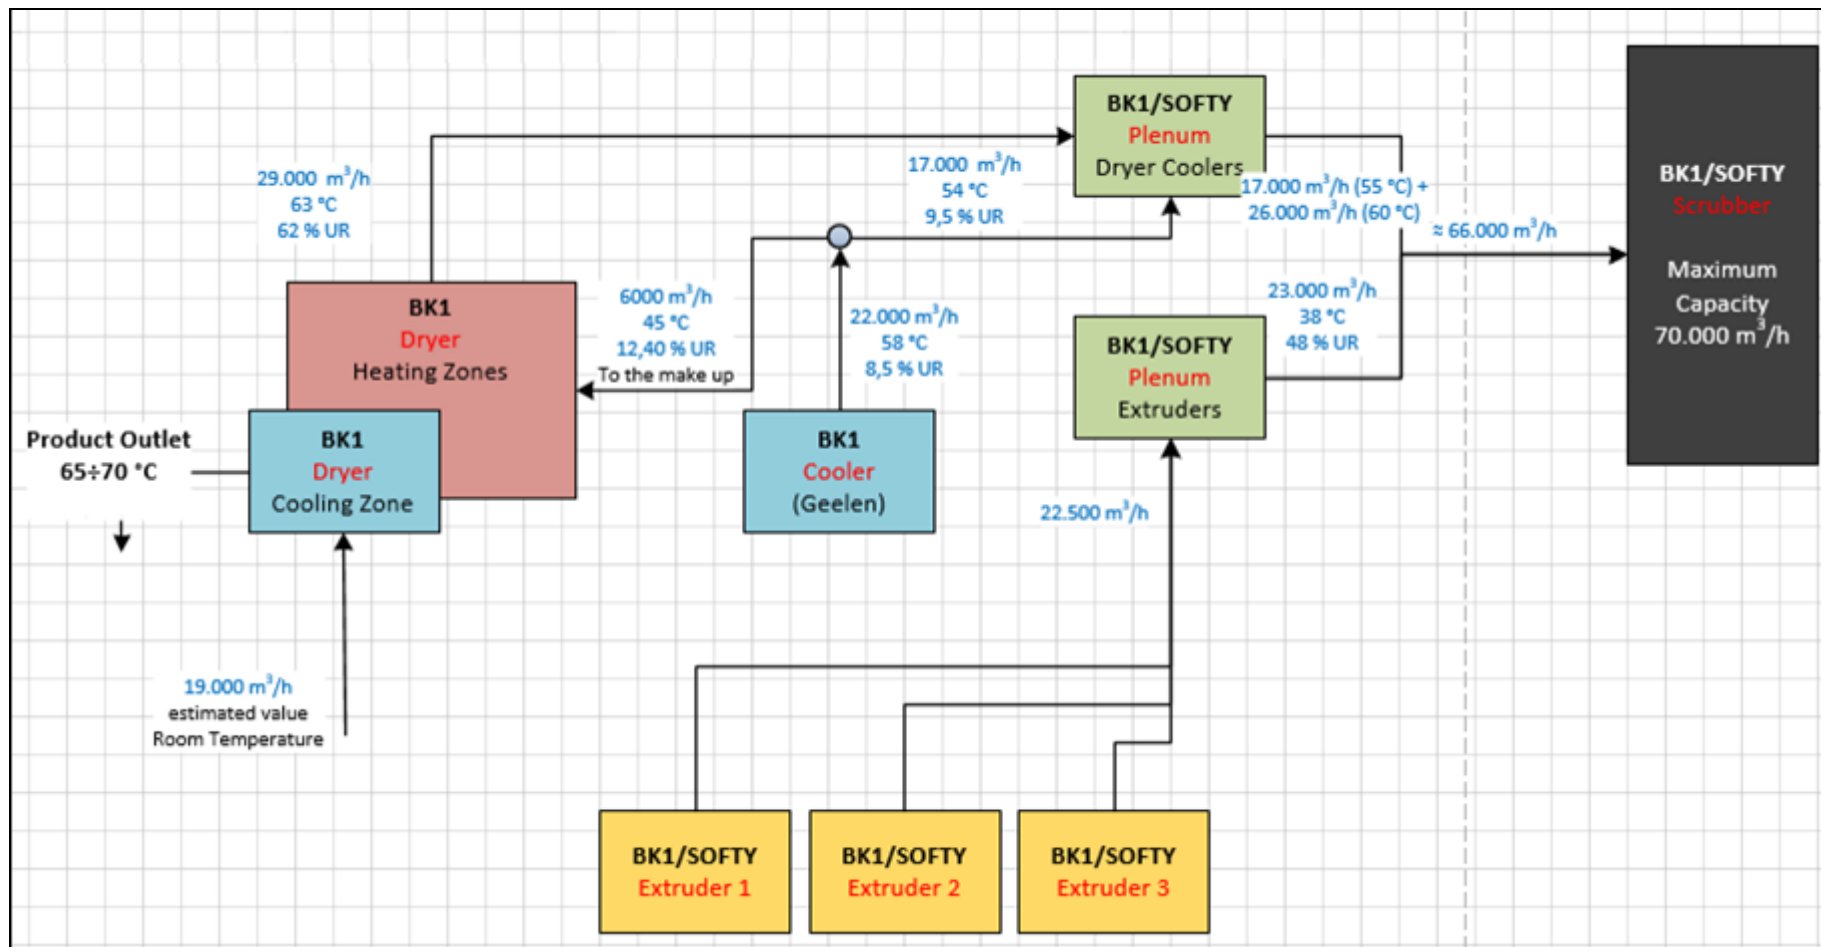 BK1/SOFTY
Plenum
Dryer Coolers
29.000 m³/h
63 °C
62 % UR
17.000 m³/h
54 °C
9,5 % UR
17.000 m³/h (55 °C) +
26.000 m³/h (60 °C)
≈ 66.000 m³/h
BK1/SOFTY
Scrubber
Maximum
Capacity
70.000 m³/h
BK1
Dryer
Heating Zones
6000 m³/h
45 °C
12,40 % UR
To the make up
22.000 m³/h
58 °C
8,5 % UR
23.000 m³/h
38 °C
48 % UR
BK1/SOFTY
Plenum
Extruders
Product Outlet
65÷70 °C
BK1
Dryer
Cooling Zone
BK1
Cooler
(Geelen)
22.500 m³/h
19.000 m³/h
estimated value
Room Temperature
BK1/SOFTY
Extruder 1
BK1/SOFTY
Extruder 2
BK1/SOFTY
Extruder 3